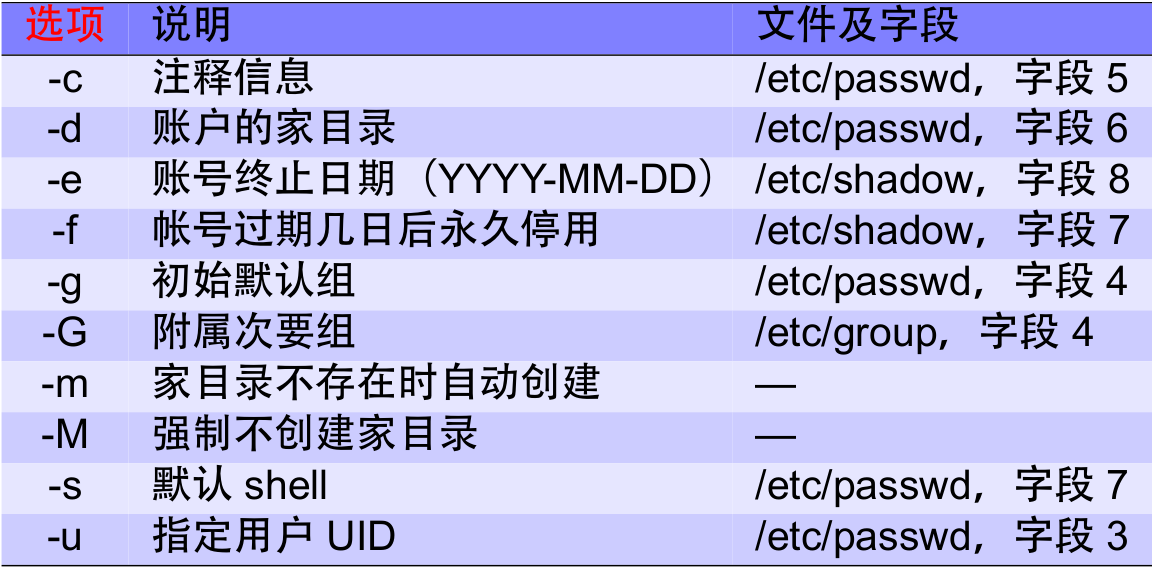 选项 说明 文件及字段
-c 注释信息 /etc/passwd，字段 5
-d 账户的家目录 /etc/passwd，字段 6
-e 账号终止日期（YYYY-MM-DD） /etc/shadow，字段 8
-f 帐号过期几日后永久停用 /etc/shadow，字段 7
-g 初始默认组 /etc/passwd，字段 4
-G 附属次要组 /etc/group，字段 4
-m 家目录不存在时自动创建 —
-M 强制不创建家目录 —
-s 默认 shell /etc/passwd，字段 7
-u 指定用户 UID /etc/passwd，字段 3